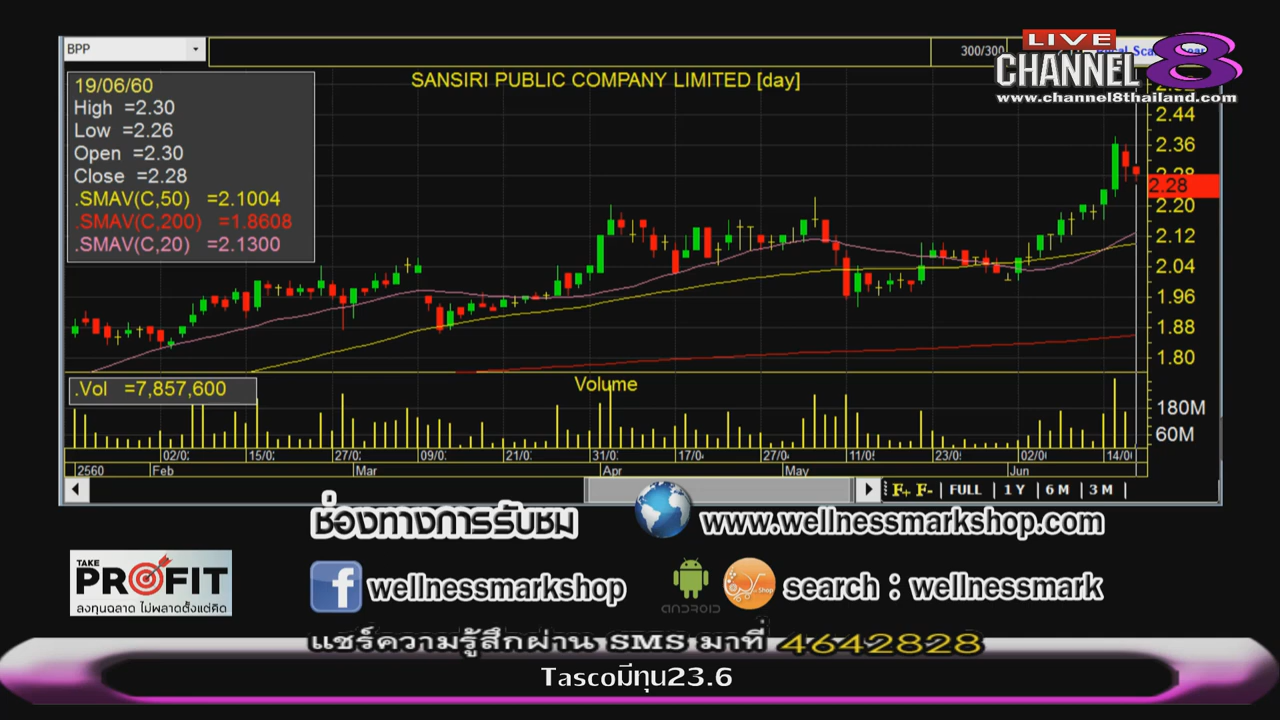 BPP
300/300
LIVE
CHANNEL 8
www.channel8thailand.com
SANSIRI PUBLIC COMPANY LIMITED [day]
19/06/60
High =2.30
Low =2.26
Open =2.30
Close =2.28
.SMAV(C,50) =2.1004
.SMAV(C,200) =1.8608
.SMAV(C,20) =2.1300
2.44
2.36
2.28
2.28
2.20
2.12
2.04
1.96
1.88
1.80
.Vol =7,857,600
Volume
180M
60M
02/0 15/0 27/0 09/0 21/0 31/0 17/0 27/0 11/0 23/0 02/0 14/0
2560 Feb Mar Apr May Jun
F+ F- FULL 1Y 6M 3M
ช่องทางการรับชม
www.wellnessmarkshop.com
TAKE
PROFIT
ลงทุนฉลาด ไม่พลาดตั้งแต่คิด
wellnessmarkshop
ANDROID
Shop
search : wellnessmark
แชร์ความรู้สึกผ่าน SMS มาที่ 4642828
Tascoมีทุน23.6